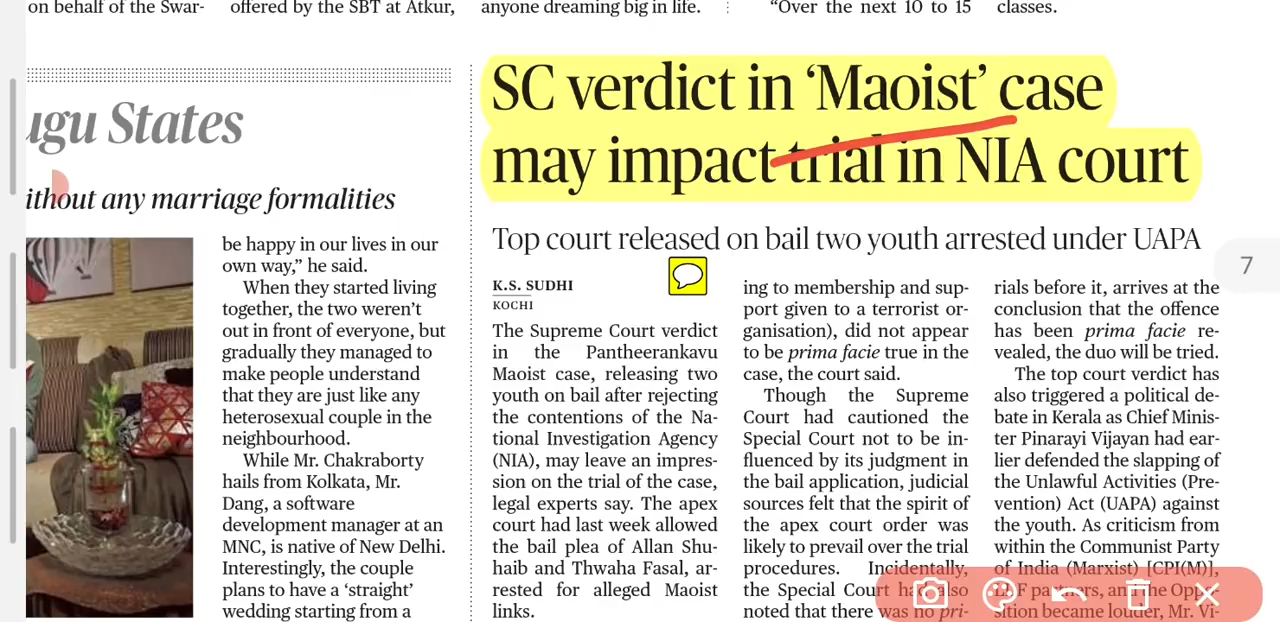 on behalf of the Swar-
offered by the SBT at Atkur,
anyone dreaming big in life.
“Over the next 10 to 15
classes.
ugu States
ithout any marriage formalities
be happy in our lives in our
own way,” he said.
When they started living
together, the two weren’t
out in front of everyone, but
gradually they managed to
make people understand
that they are just like any
heterosexual couple in the
neighbourhood.
While Mr. Chakraborty
hails from Kolkata, Mr.
Dang, a software
development manager at an
MNC, is native of New Delhi.
Interestingly, the couple
plans to have a ‘straight’
wedding starting from a
SC verdict in ‘Maoist’ case
may impact trial in NIA court
Top court released on bail two youth arrested under UAPA
K.S. SUDHI
KOCHI
The Supreme Court verdict
in the Pantheerankavu
Maoist case, releasing two
youth on bail after rejecting
the contentions of the Na-
tional Investigation Agency
(NIA), may leave an impres-
sion on the trial of the case,
legal experts say. The apex
court had last week allowed
the bail plea of Allan Shu-
haib and Thwaha Fasal, ar-
rested for alleged Maoist
links.
ing to membership and sup-
port given to a terrorist or-
ganisation), did not appear
to be prima facie true in the
case, the court said.
Though the Supreme
Court had cautioned the
Special Court not to be in-
fluenced by its judgment in
the bail application, judicial
sources felt that the spirit of
the apex court order was
likely to prevail over the trial
procedures. Incidentally,
the Special Court had also
noted that there was no pri-
rials before it, arrives at the
conclusion that the offence
has been prima facie re-
vealed, the duo will be tried.
The top court verdict has
also triggered a political de-
bate in Kerala as Chief Minis-
ter Pinarayi Vijayan had ear-
lier defended the slapping of
the Unlawful Activities (Pre-
vention) Act (UAPA) against
the youth. As criticism from
within the Communist Party
of India (Marxist) [CPI(M)],
LDF partners, and the Oppo-
sition became louder, Mr. Vi-
7